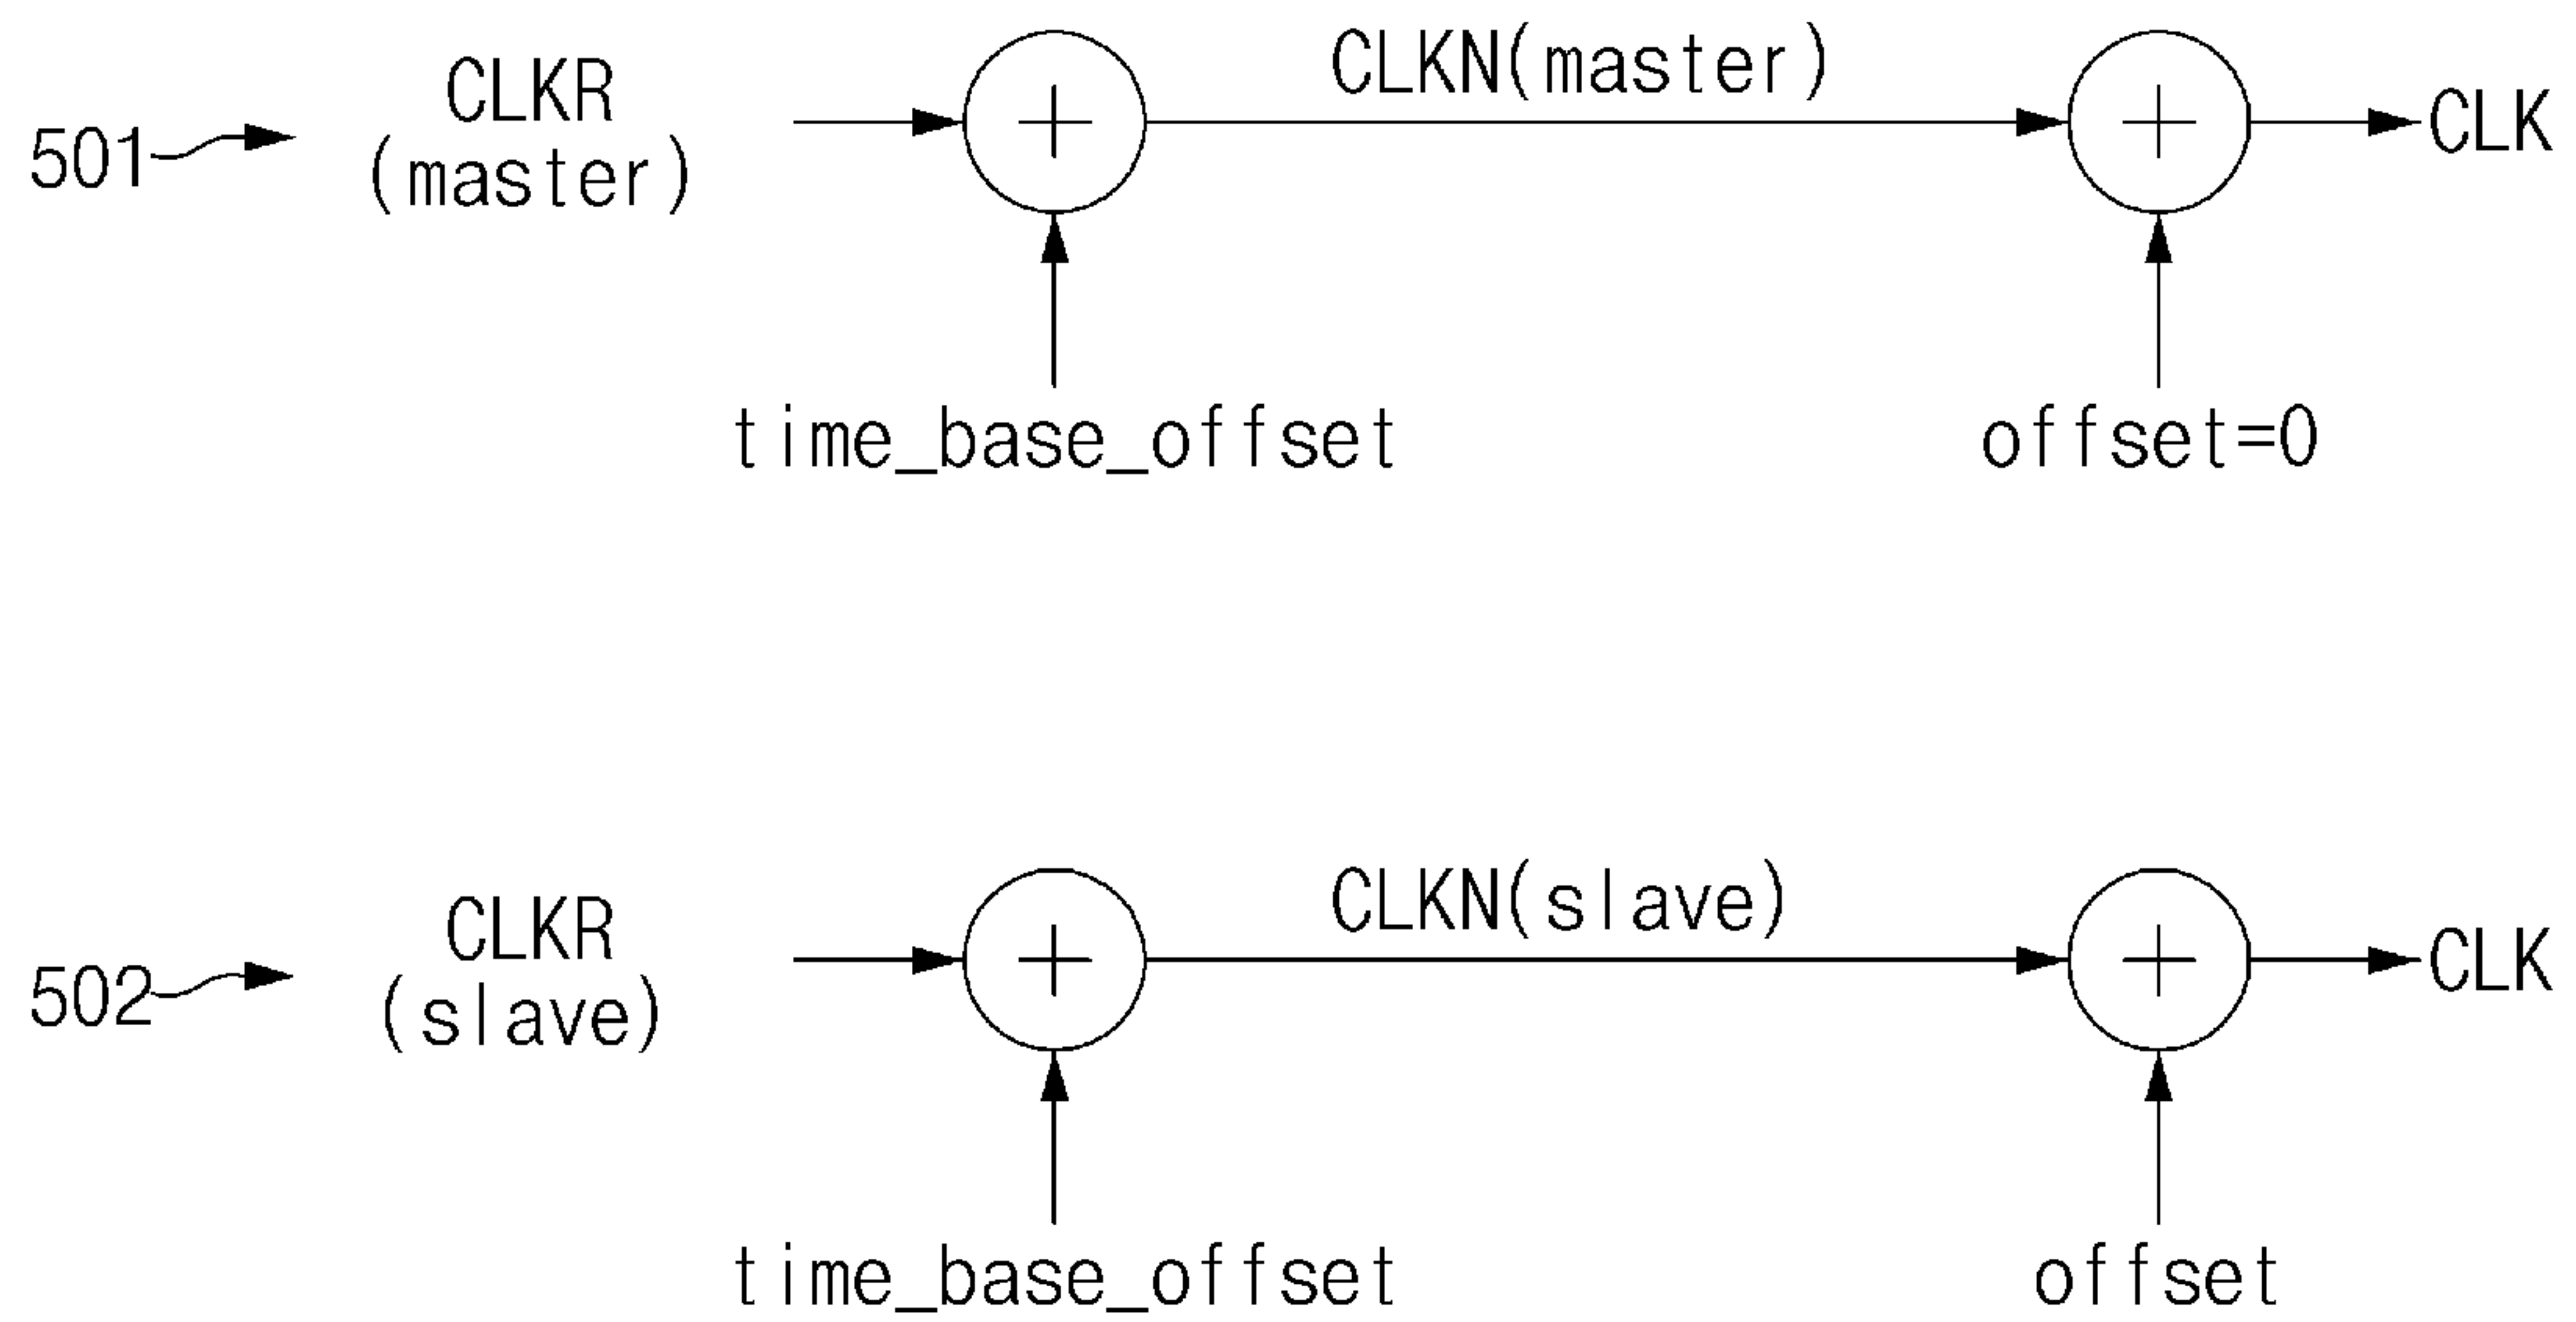 501
CLKR
(master)
CLKN(master)
CLK
time_base_offset
offset=0
502
CLKR
(slave)
CLKN(slave)
CLK
time_base_offset
offset